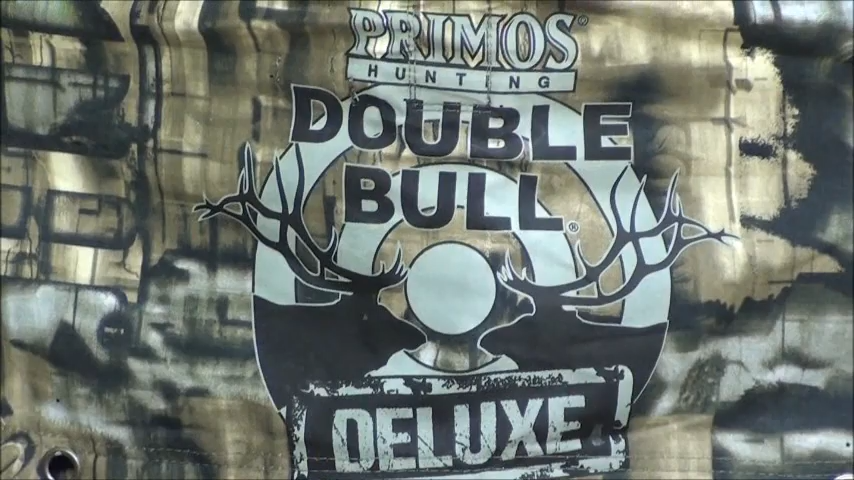 PRIMOS®
HUNTING
DOUBLE
BULL®
DELUXE